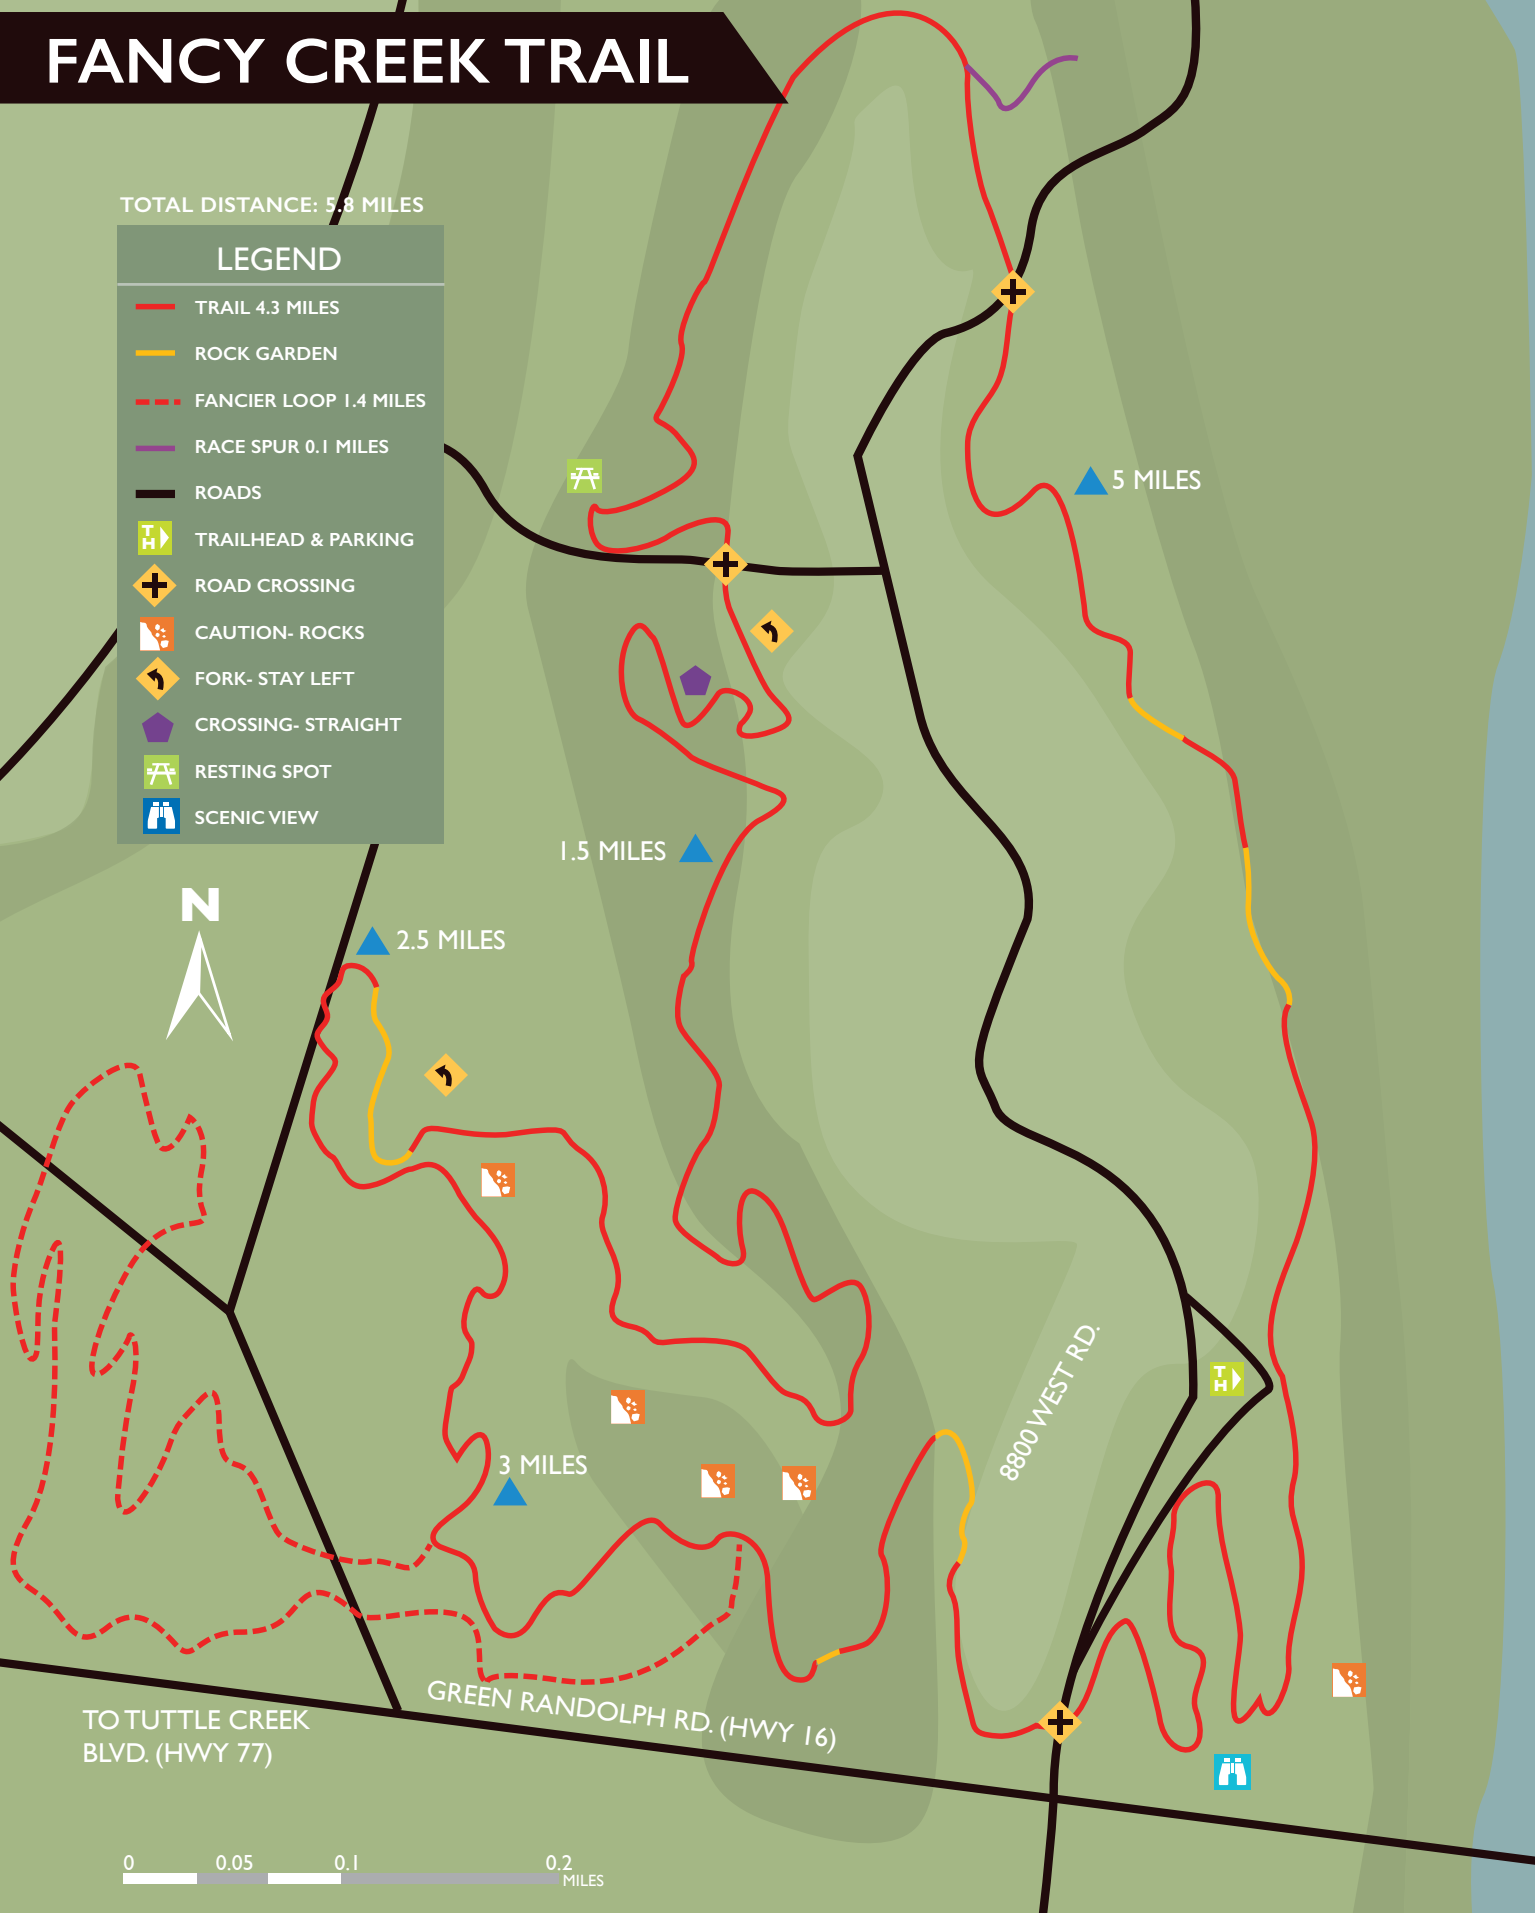 FANCY CREEK TRAIL
TOTAL DISTANCE: 5.8 MILES
LEGEND
TRAIL 4.3 MILES
ROCK GARDEN
FANCIER LOOP 1.4 MILES
RACE SPUR 0.1 MILES
ROADS
TH
TRAILHEAD & PARKING
ROAD CROSSING
CAUTION- ROCKS
FORK- STAY LEFT
CROSSING- STRAIGHT
RESTING SPOT
SCENIC VIEW
5 MILES
1.5 MILES
N
2.5 MILES
8800 WEST RD.
TH
3 MILES
GREEN RANDOLPH RD. (HWY 16)
TO TUTTLE CREEK
BLVD. (HWY 77)
0 0.05 0.1 0.2
MILES